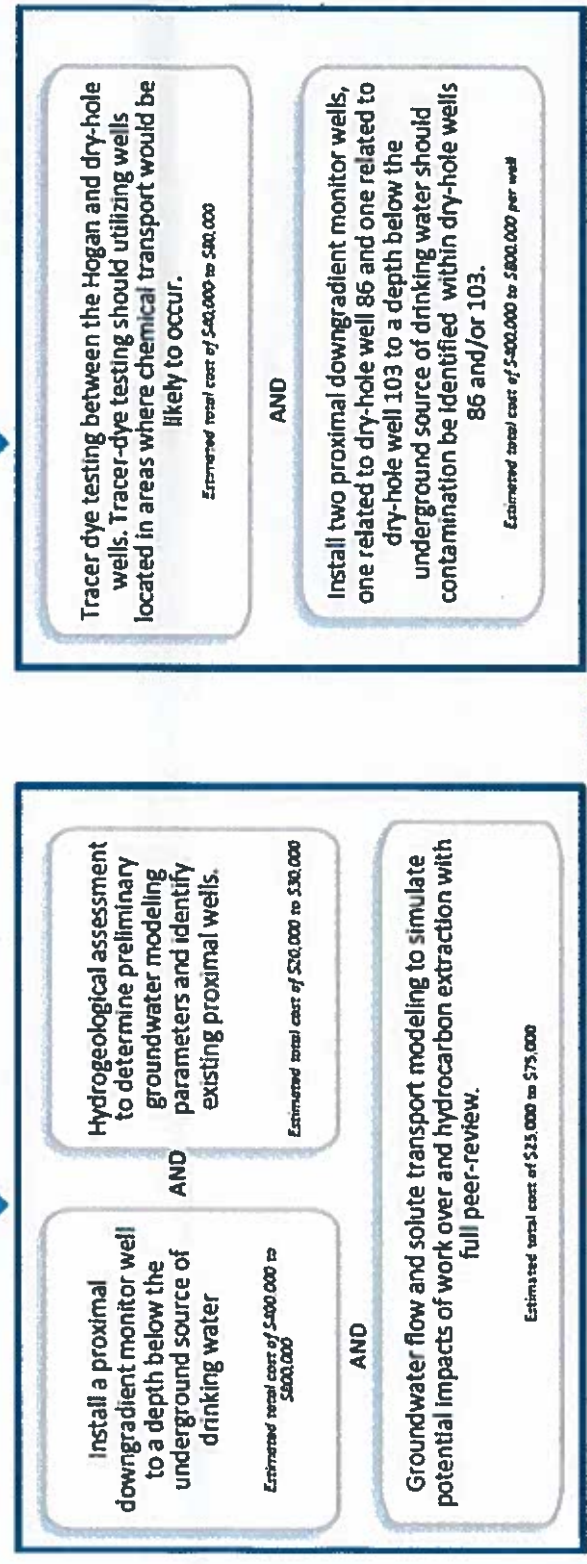 Install a proximal
downgradient monitor well
to a depth below the
underground source of
drinking water
Estimated total cost of $400,000 to
$800,000
AND
Hydrogeological assessment
to determine preliminary
groundwater modeling
parameters and identify
existing proximal wells.
Estimated total cost of $20,000 to $30,000
AND
Groundwater flow and solute transport modeling to simulate
potential impacts of work over and hydrocarbon extraction with
full peer-review.
Estimated total cost of $25,000 to $75,000
Tracer dye testing between the Hogan and dry-hole
wells. Tracer-dye testing should utilizing wells
located in areas where chemical transport would be
likely to occur.
Estimated total cost of $40,000 to $80,000
AND
Install two proximal downgradient monitor wells,
one related to dry-hole well 86 and one related to
dry-hole well 103 to a depth below the
underground source of drinking water should
contamination be identified within dry-hole wells
86 and/or 103.
Estimated total cost of $400,000 to $800,000 per well